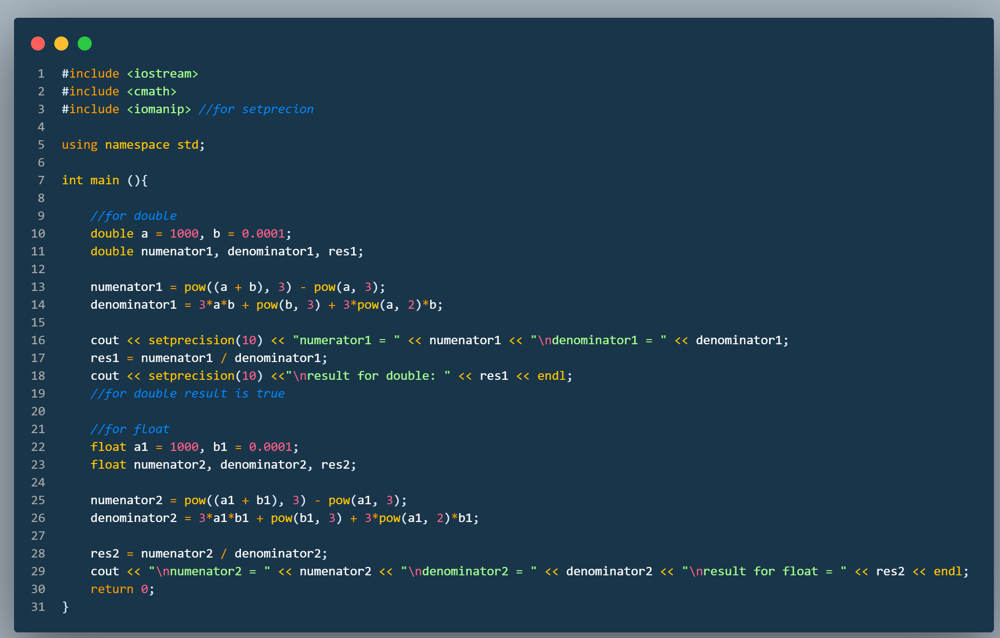 1 #include <iostream>
2 #include <cmath>
3 #include <iomanip> //for setprecion
4
5 using namespace std;
6
7 int main (){
8
9     //for double
10     double a = 1000, b = 0.0001;
11     double numenator1, denominator1, res1;
12
13     numenator1 = pow((a + b), 3) - pow(a, 3);
14     denominator1 = 3*a*b + pow(b, 3) + 3*pow(a, 2)*b;
15
16     cout << setprecision(10) << "numerator1 = " << numenator1 << "\ndenominator1 = " << denominator1;
17     res1 = numenator1 / denominator1;
18     cout << setprecision(10) <<"\nresult for double: " << res1 << endl;
19     //for double result is true
20
21     //for float
22     float a1 = 1000, b1 = 0.0001;
23     float numenator2, denominator2, res2;
24
25     numenator2 = pow((a1 + b1), 3) - pow(a1, 3);
26     denominator2 = 3*a1*b1 + pow(b1, 3) + 3*pow(a1, 2)*b1;
27
28     res2 = numenator2 / denominator2;
29     cout << "\nnumenator2 = " << numenator2 << "\ndenominator2 = " << denominator2 << "\nresult for float = " << res2 << endl;
30     return 0;
31 }